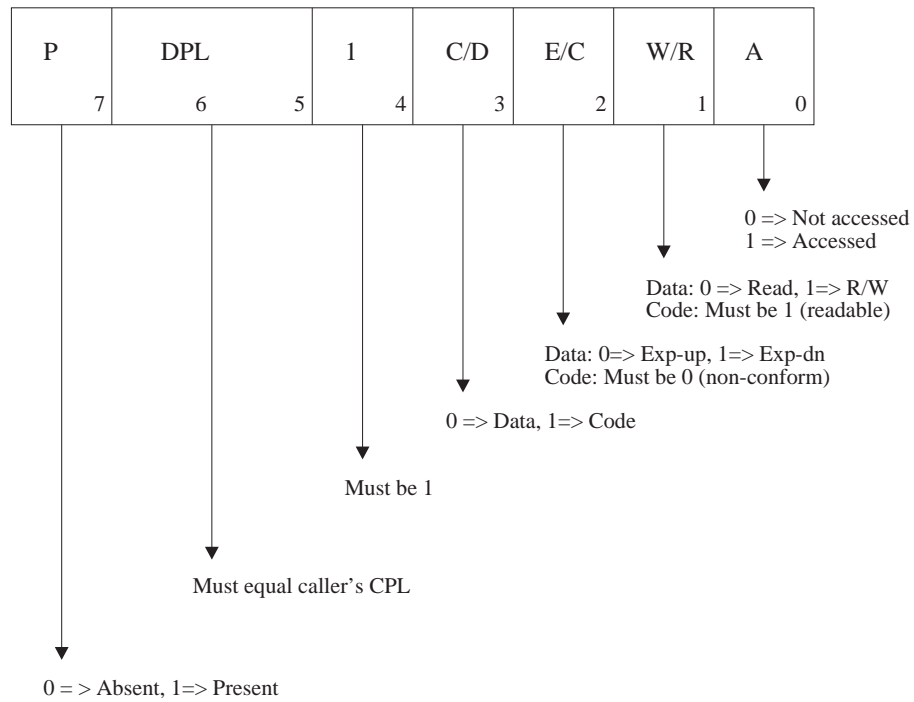 P DPL 1 C/D E/C W/R A
7 6 5 4 3 2 1 0
0 => Not accessed
1 => Accessed
Data: 0 => Read, 1=> R/W
Code: Must be 1 (readable)
Data: 0=> Exp-up, 1=> Exp-dn
Code: Must be 0 (non-conform)
0 => Data, 1=> Code
Must be 1
Must equal caller's CPL
0 = > Absent, 1=> Present